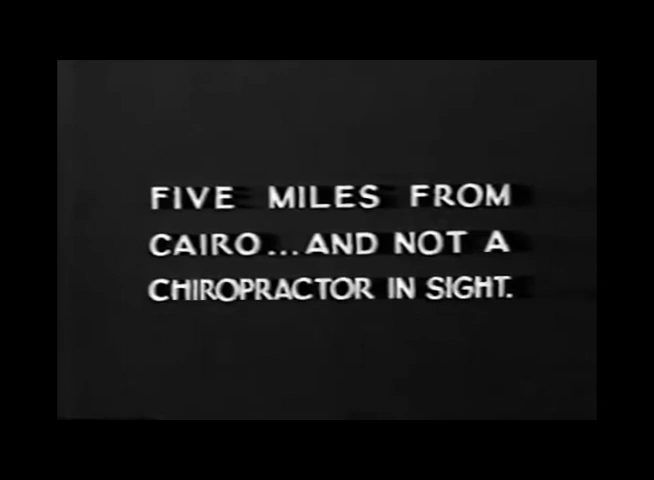 FIVE MILES FROM
CAIRO...AND NOT A
CHIROPRACTOR IN SIGHT.